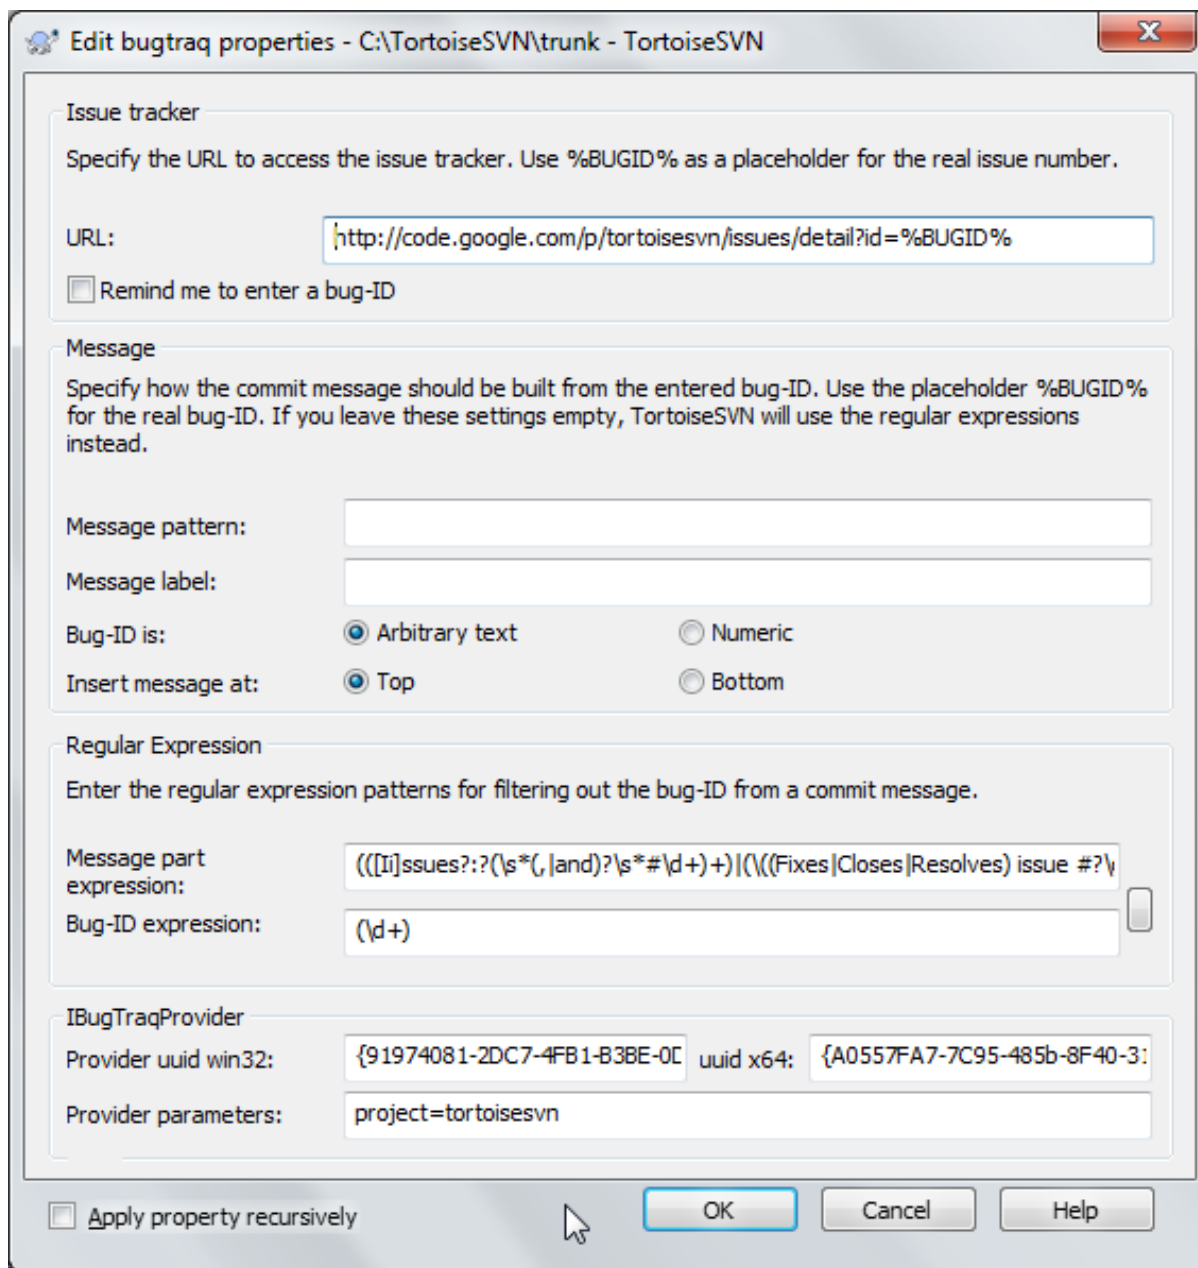 Edit bugtraq properties - C:\TortoiseSVN\trunk - TortoiseSVN
Issue tracker
Specify the URL to access the issue tracker. Use %BUGID% as a placeholder for the real issue number.
URL: http://code.google.com/p/tortoisesvn/issues/detail?id=%BUGID%
Remind me to enter a bug-ID
Message
Specify how the commit message should be built from the entered bug-ID. Use the placeholder %BUGID%
for the real bug-ID. If you leave these settings empty, TortoiseSVN will use the regular expressions
instead.
Message pattern:
Message label:
Bug-ID is: Arbitrary text Numeric
Insert message at: Top Bottom
Regular Expression
Enter the regular expression patterns for filtering out the bug-ID from a commit message.
Message part
expression: (([Ii]ssues?:?(\s*(,|and)?\s*#\d+)+)|(\((Fixes|Closes|Resolves) issue #?\
Bug-ID expression: (\d+)
IBugTraqProvider
Provider uuid win32: {91974081-2DC7-4FB1-B3BE-0D uuid x64: {A0557FA7-7C95-485b-8F40-31
Provider parameters: project=tortoisesvn
Apply property recursively OK Cancel Help